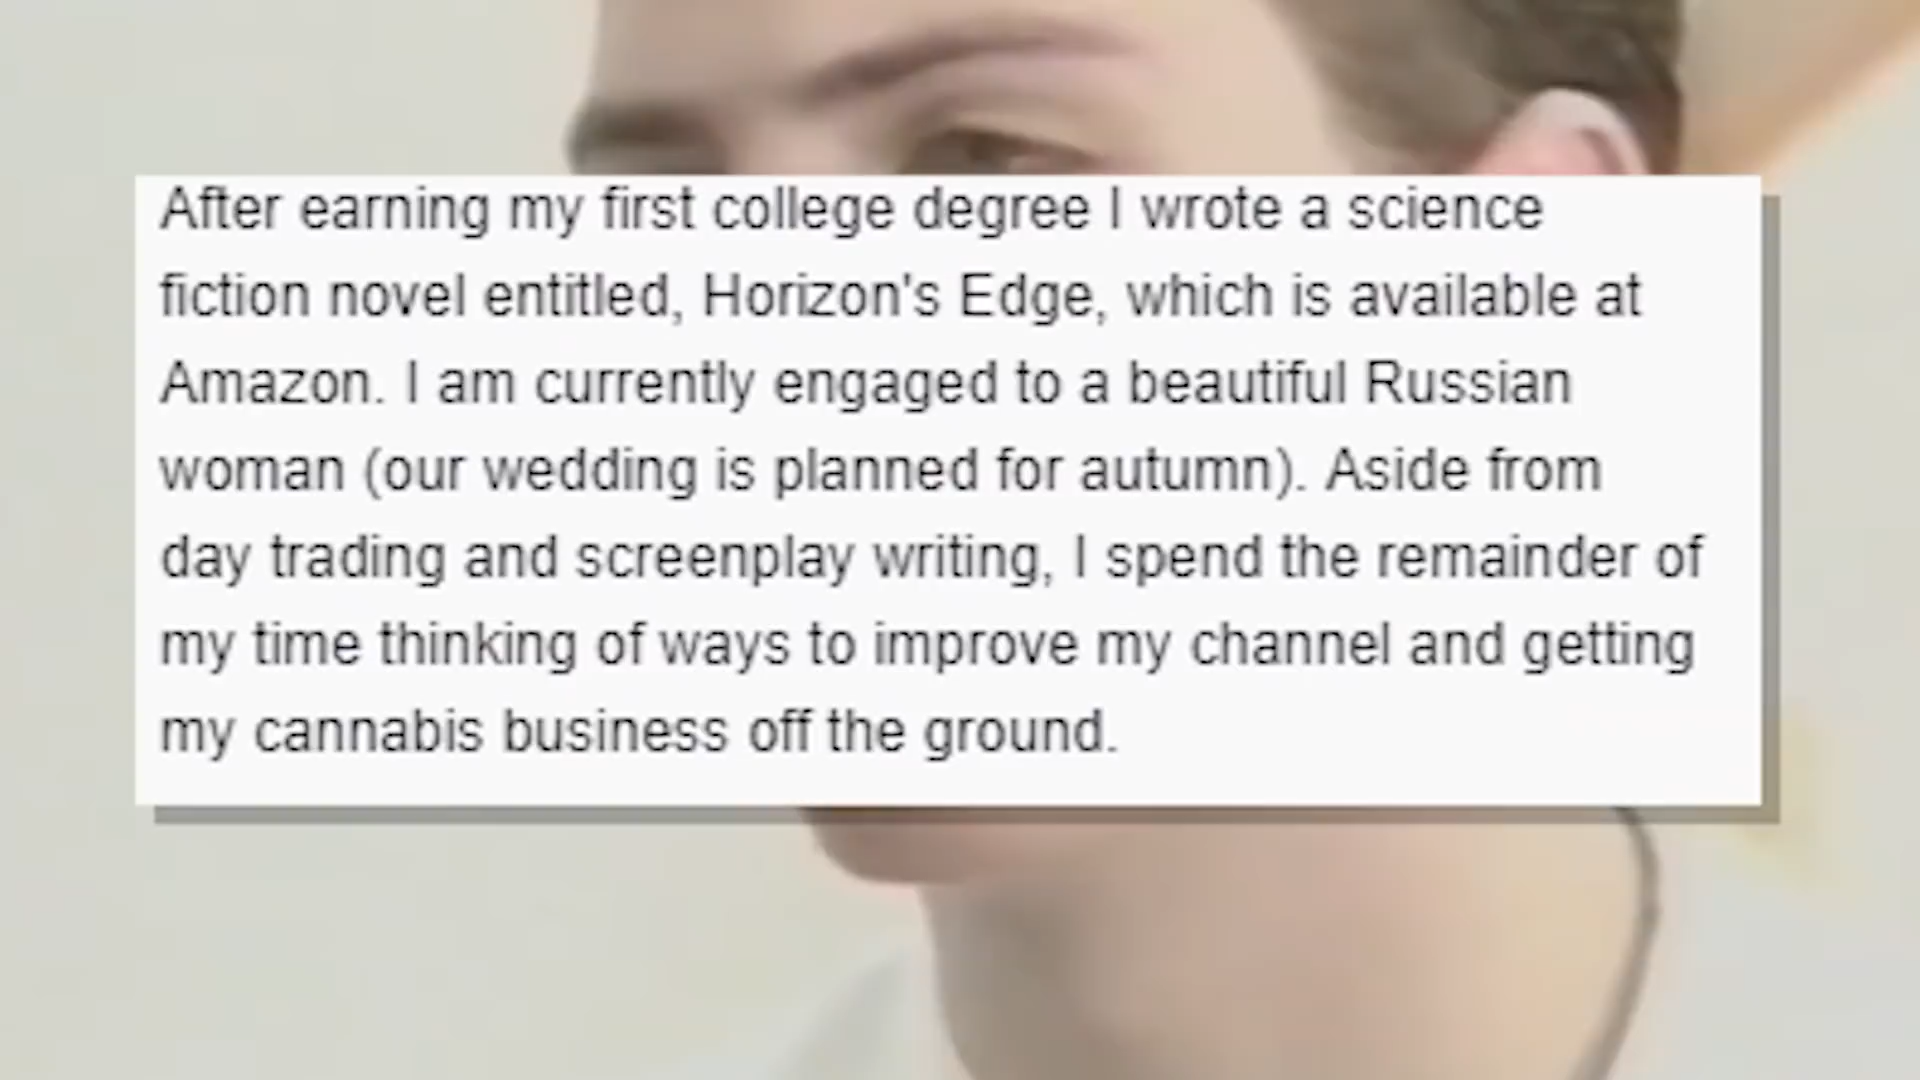 After earning my first college degree I wrote a science
fiction novel entitled, Horizon's Edge, which is available at
Amazon. I am currently engaged to a beautiful Russian
woman (our wedding is planned for autumn). Aside from
day trading and screenplay writing, I spend the remainder of
my time thinking of ways to improve my channel and getting
my cannabis business off the ground.